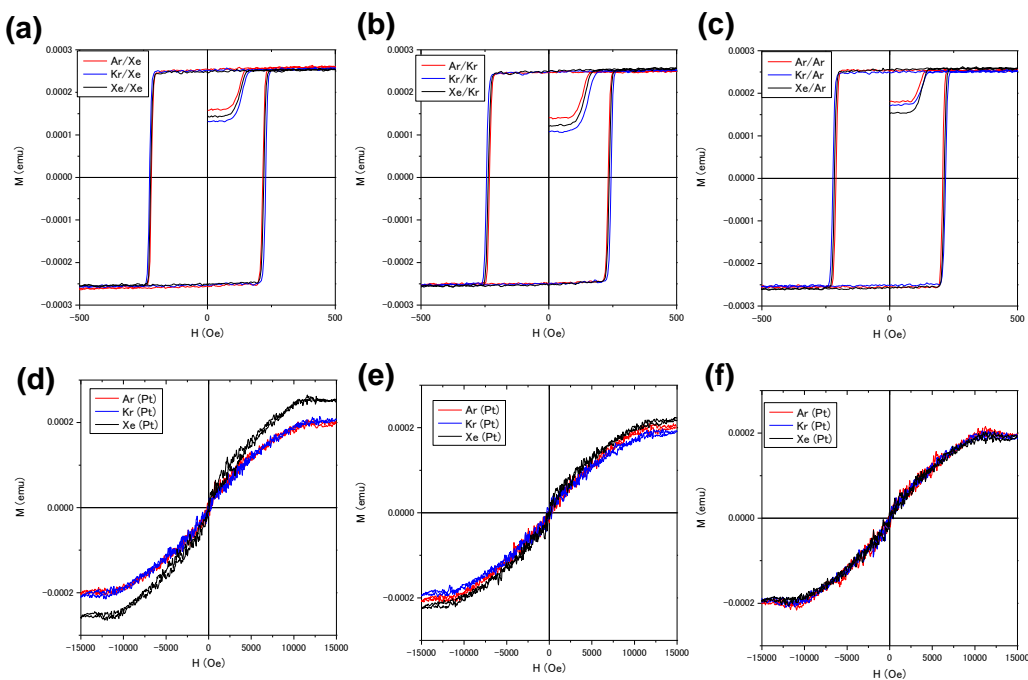 (a)
(b)
(c)
0.0003
0.0002
0.0001
0.0000
−0.0001
−0.0002
−0.0003
M (emu)
Ar/Xe
Kr/Xe
Xe/Xe
−500
−250
0
250
500
H (Oe)
0.0003
0.0002
0.0001
0.0000
−0.0001
−0.0002
−0.0003
M (emu)
Ar/Kr
Kr/Kr
Xe/Kr
−500
−250
0
250
500
H (Oe)
0.0003
0.0002
0.0001
0.0000
−0.0001
−0.0002
−0.0003
M (emu)
Ar/Ar
Kr/Ar
Xe/Ar
−500
−250
0
250
500
H (Oe)
(d)
(e)
(f)
0.0002
0.0000
−0.0002
M (emu)
Ar (Pt)
Kr (Pt)
Xe (Pt)
−15000
−10000
−5000
0
5000
10000
15000
H (Oe)
0.0002
0.0000
−0.0002
M (emu)
Ar (Pt)
Kr (Pt)
Xe (Pt)
−15000
−10000
−5000
0
5000
10000
15000
H (Oe)
0.0002
0.0000
−0.0002
M (emu)
Ar (Pt)
Kr (Pt)
Xe (Pt)
−15000
−10000
−5000
0
5000
10000
15000
H (Oe)